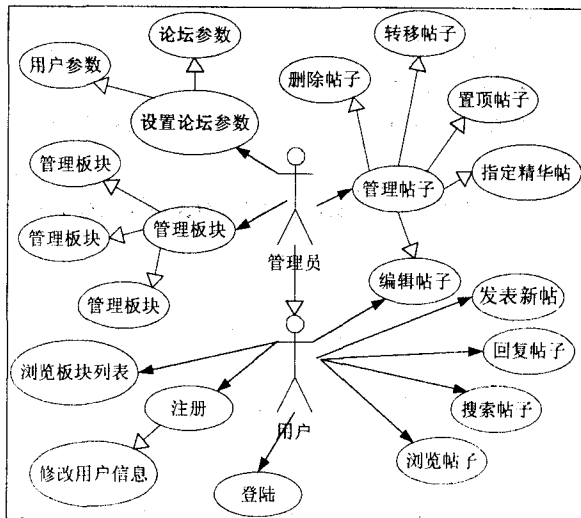 论坛参数
转移帖子
用户参数
删除帖子
置顶帖子
设置论坛参数
管理板块
指定精华帖
管理帖子
管理板块
管理板块
管理员
管理板块
编辑帖子
发表新帖
浏览板块列表
回复帖子
注册
搜索帖子
用户
浏览帖子
修改用户信息
登陆